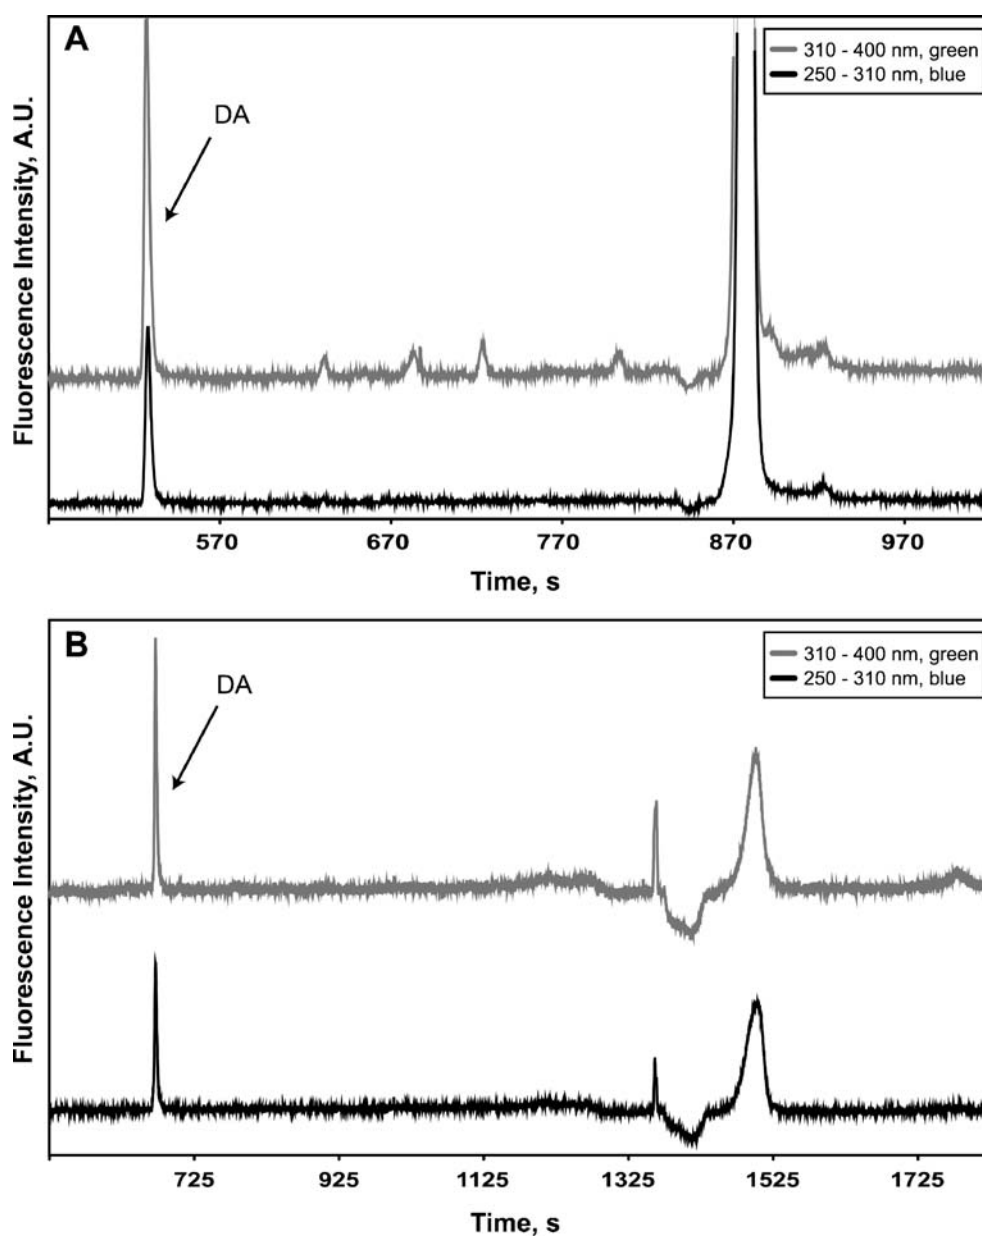 A
310 - 400 nm, green
250 - 310 nm, blue
DA
Fluorescence Intensity, A.U.
570 670 770 870 970
Time, s
B
310 - 400 nm, green
250 - 310 nm, blue
DA
Fluorescence Intensity, A.U.
725 925 1125 1325 1525 1725
Time, s